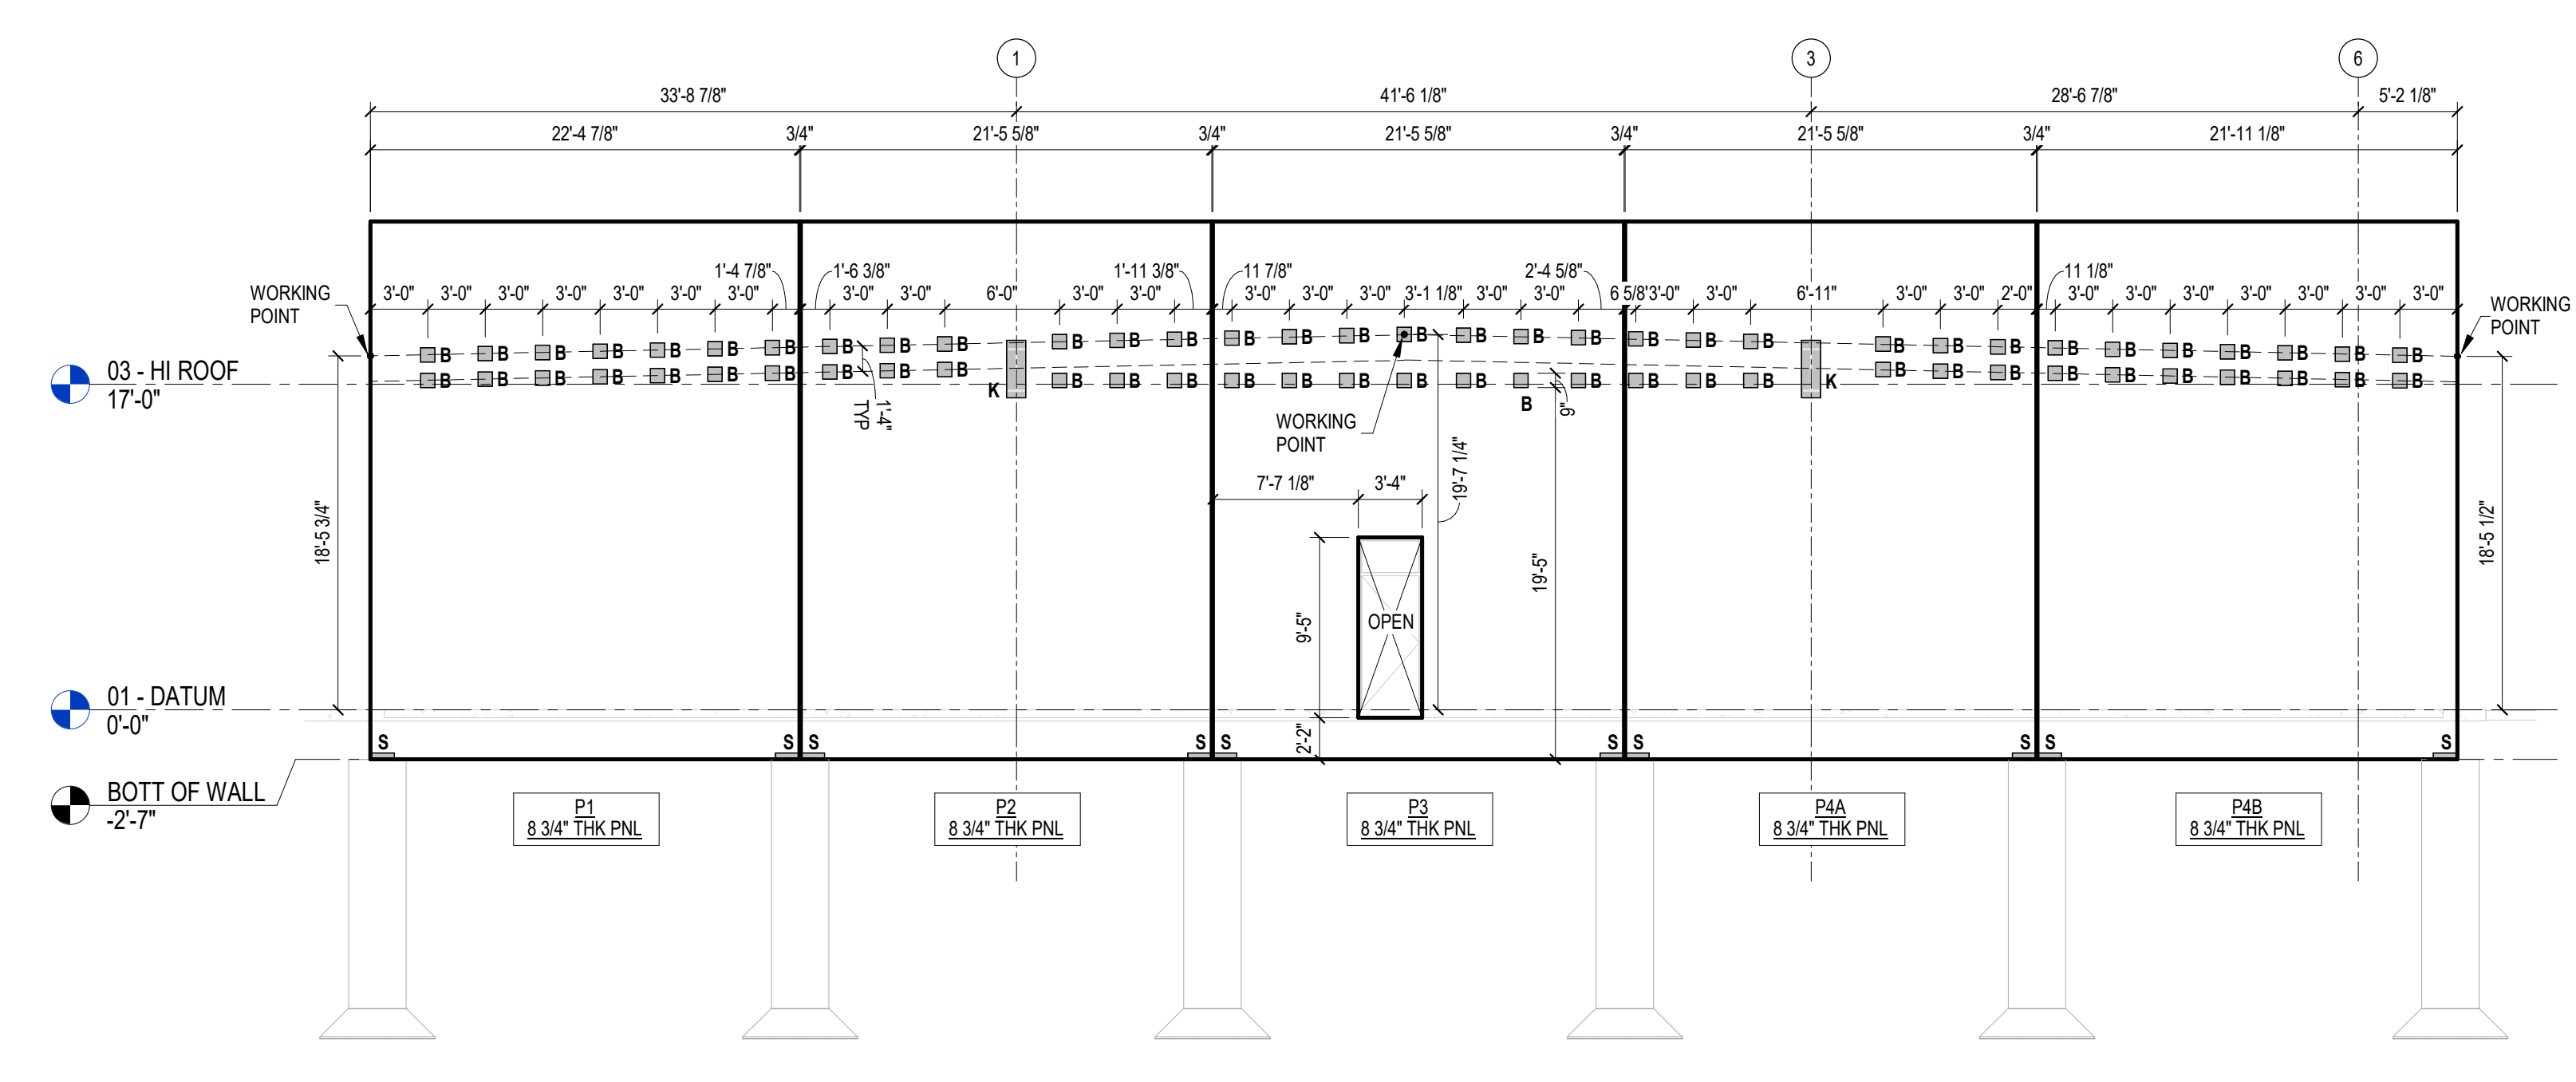 1 3 6
33'-8 7/8" 41'-6 1/8" 28'-6 7/8" 5'-2 1/8"
22'-4 7/8" 3/4" 21'-5 5/8" 3/4" 21'-5 5/8" 3/4" 21'-5 5/8" 3/4" 21'-11 1/8"
1'-4 7/8" 1'-6 3/8" 1'-11 3/8" 11 7/8" 2'-4 5/8" 11 1/8"
3'-0" 3'-0" 3'-0" 3'-0" 3'-0" 3'-0" 3'-0" 3'-0" 3'-0" 6'-0" 3'-0" 3'-0" 3'-0" 3'-0" 3'-0" 3'-1 1/8" 3'-0" 3'-0" 6 5/8" 3'-0" 3'-0" 6'-11" 3'-0" 3'-0" 2'-0" 3'-0" 3'-0" 3'-0" 3'-0" 3'-0" 3'-0" 3'-0"
WORKING
POINT
WORKING
POINT
B B B B B B B B B B B B B B B B B B B B B B B B B B B B B B B B
03 - HI ROOF
17'-0"
B B B B B B B B B B K B B B B B B B B B B B B K B B B B B B B B B B
1'-4"
TYP
6"
WORKING
POINT
7'-7 1/8" 3'-4"
19'-7 1/4"
18'-5 3/4"
19'-5"
18'-5 1/2"
9'-5"
OPEN
01 - DATUM
0'-0"
2'-2"
S S S S S S S S S S
BOTT OF WALL
-2'-7"
P1
8 3/4" THK PNL
P2
8 3/4" THK PNL
P3
8 3/4" THK PNL
P4A
8 3/4" THK PNL
P4B
8 3/4" THK PNL